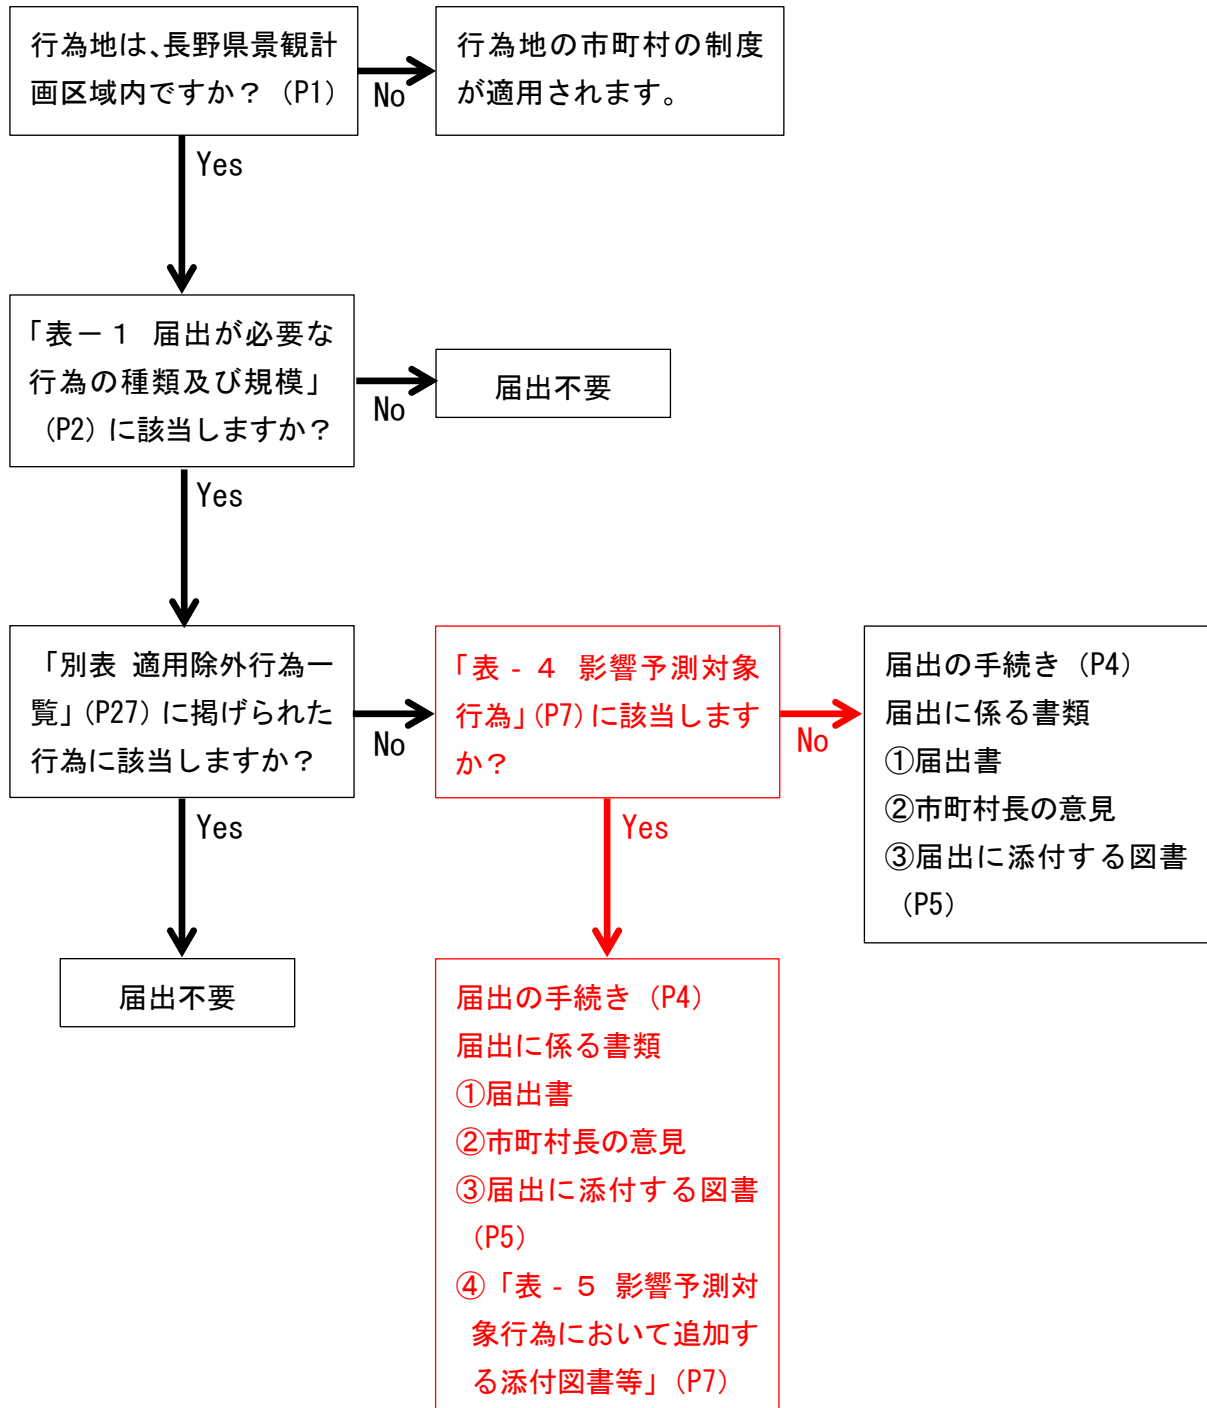 行為地は、長野県景観計
画区域内ですか？（P1）
No
行為地の市町村の制度
が適用されます。
Yes
「表－１ 届出が必要な
行為の種類及び規模」
（P2）に該当しますか？
No
届出不要
Yes
「別表 適用除外行為一
覧」（P27）に掲げられた
行為に該当しますか？
No
「表-４ 影響予測対象
行為」（P7）に該当します
か？
No
届出の手続き（P4）
届出に係る書類
①届出書
②市町村長の意見
③届出に添付する図書
（P5）
Yes
届出不要
Yes
届出の手続き（P4）
届出に係る書類
①届出書
②市町村長の意見
③届出に添付する図書
（P5）
④「表-５ 影響予測対
象行為において追加す
る添付図書等」（P7）